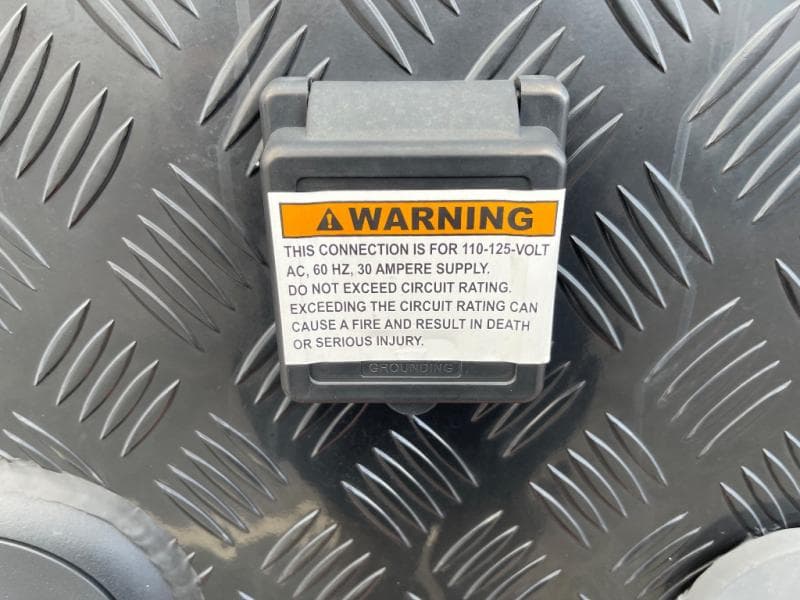 WARNING
THIS CONNECTION IS FOR 110-125-VOLT
AC, 60 HZ, 30 AMPERE SUPPLY.
DO NOT EXCEED CIRCUIT RATING.
EXCEEDING THE CIRCUIT RATING CAN
CAUSE A FIRE AND RESULT IN DEATH
OR SERIOUS INJURY.
GROUNDING